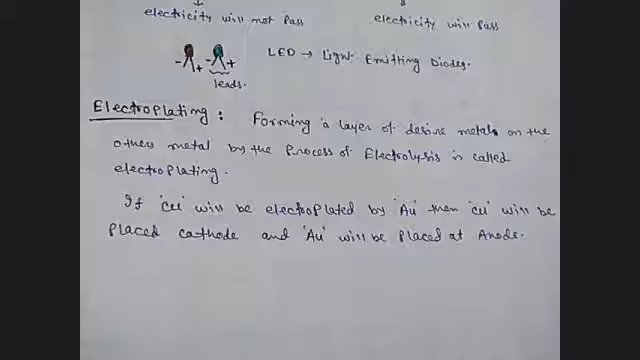 electricity will not Pass
electricity will Pass
- + - + LED → Light Emitting Diodes.
leads.
Electroplating : Forming a layer of desire metal on the
others metal by the Process of Electrolysis is called
electroplating.
If 'Cu' will be electroplated by 'Au' then 'Cu' will be
Placed cathode and 'Au' will be Placed at Anode.